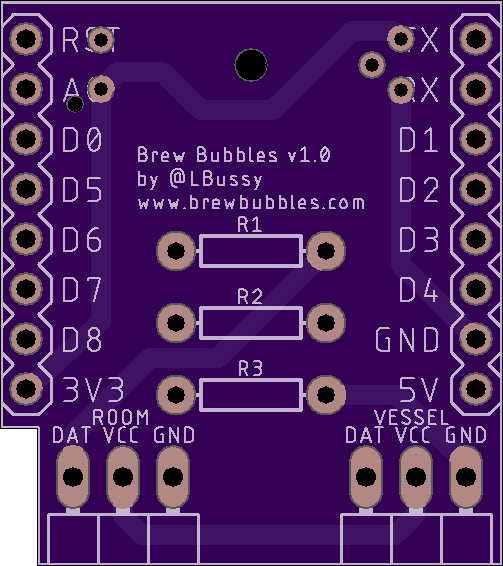 RST TX
A0 RX
D0 D1
Brew Bubbles v1.0
by @LBussy
D5 D2
www.brewbubbles.com
R1
D6 D3
D7 D4
R2
D8 GND
R3
3V3 5V
ROOM VESSEL
DAT VCC GND DAT VCC GND